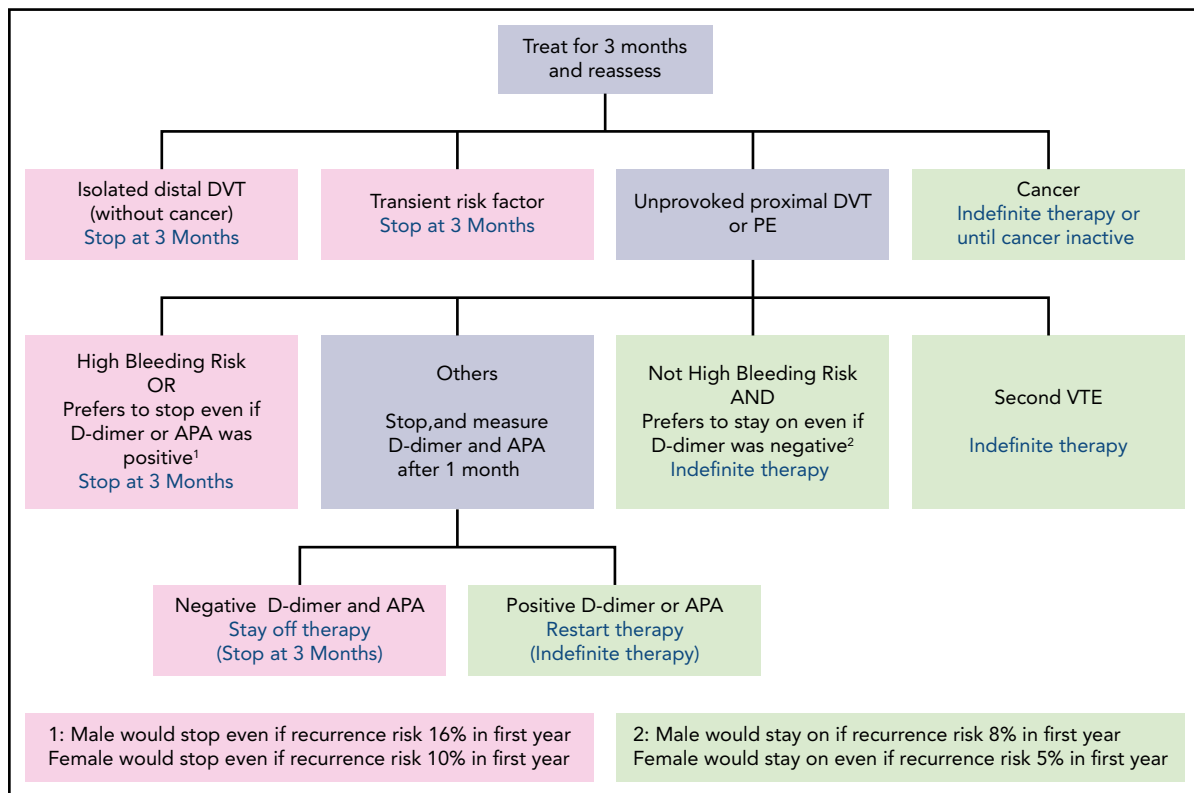 Treat for 3 months
and reassess
Isolated distal DVT
(without cancer)
Stop at 3 Months
Transient risk factor
Stop at 3 Months
Unprovoked proximal DVT
or PE
Cancer
Indefinite therapy or
until cancer inactive
High Bleeding Risk
OR
Prefers to stop even if
D-dimer or APA was
positive¹
Stop at 3 Months
Others
Stop,and measure
D-dimer and APA
after 1 month
Not High Bleeding Risk
AND
Prefers to stay on even if
D-dimer was negative²
Indefinite therapy
Second VTE
Indefinite therapy
Negative D-dimer and APA
Stay off therapy
(Stop at 3 Months)
Positive D-dimer or APA
Restart therapy
(Indefinite therapy)
1: Male would stop even if recurrence risk 16% in first year
Female would stop even if recurrence risk 10% in first year
2: Male would stay on if recurrence risk 8% in first year
Female would stay on even if recurrence risk 5% in first year